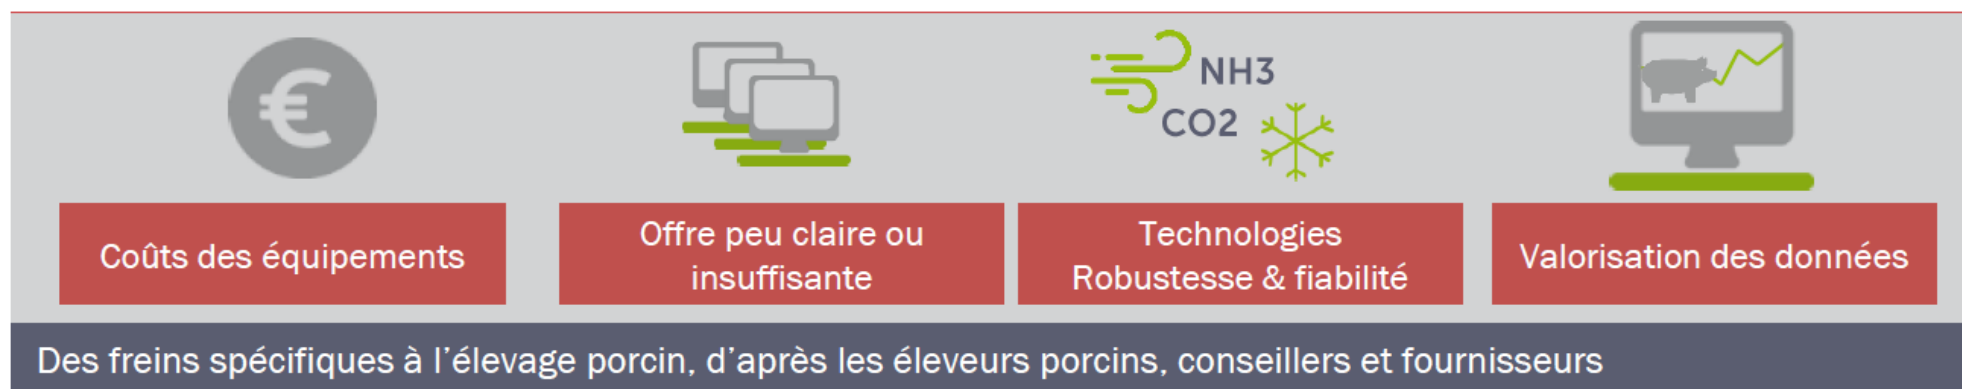 €
NH3
CO2
Coûts des équipements
Offre peu claire ou
insuffisante
Technologies
Robustesse & fiabilité
Valorisation des données
Des freins spécifiques à l'élevage porcin, d'après les éleveurs porcins, conseillers et fournisseurs